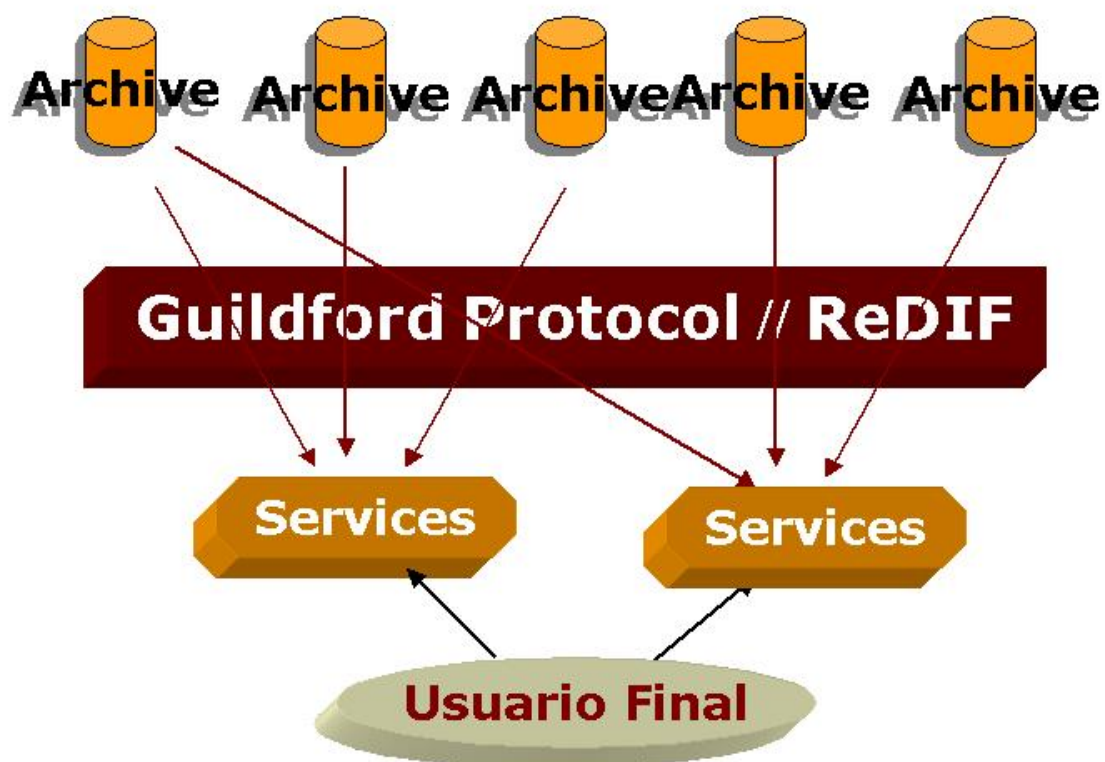 Archive Archive Archive Archive Archive
Guildford Protocol // ReDIF
Services
Services
Usuario Final